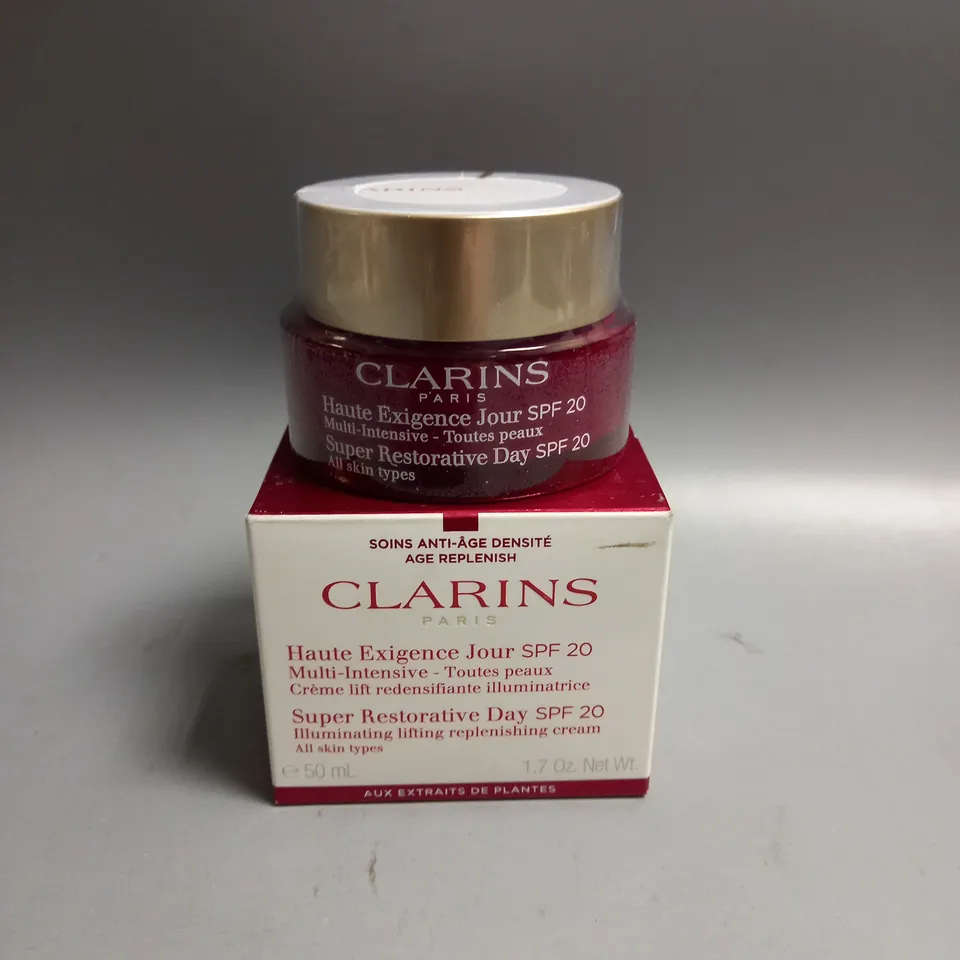 CLARINS
PARIS
Haute Exigence Jour SPF 20
Multi-Intensive - Toutes peaux
Super Restorative Day SPF 20
All skin types
SOINS ANTI-ÂGE DENSITÉ
AGE REPLENISH
CLARINS
PARIS
Haute Exigence Jour SPF 20
Multi-Intensive - Toutes peaux
Crème lift redensifiante illuminatrice
Super Restorative Day SPF 20
Illuminating lifting replenishing cream
All skin types
℮ 50 mL 1.7 Oz. Net Wt.
AUX EXTRAITS DE PLANTES